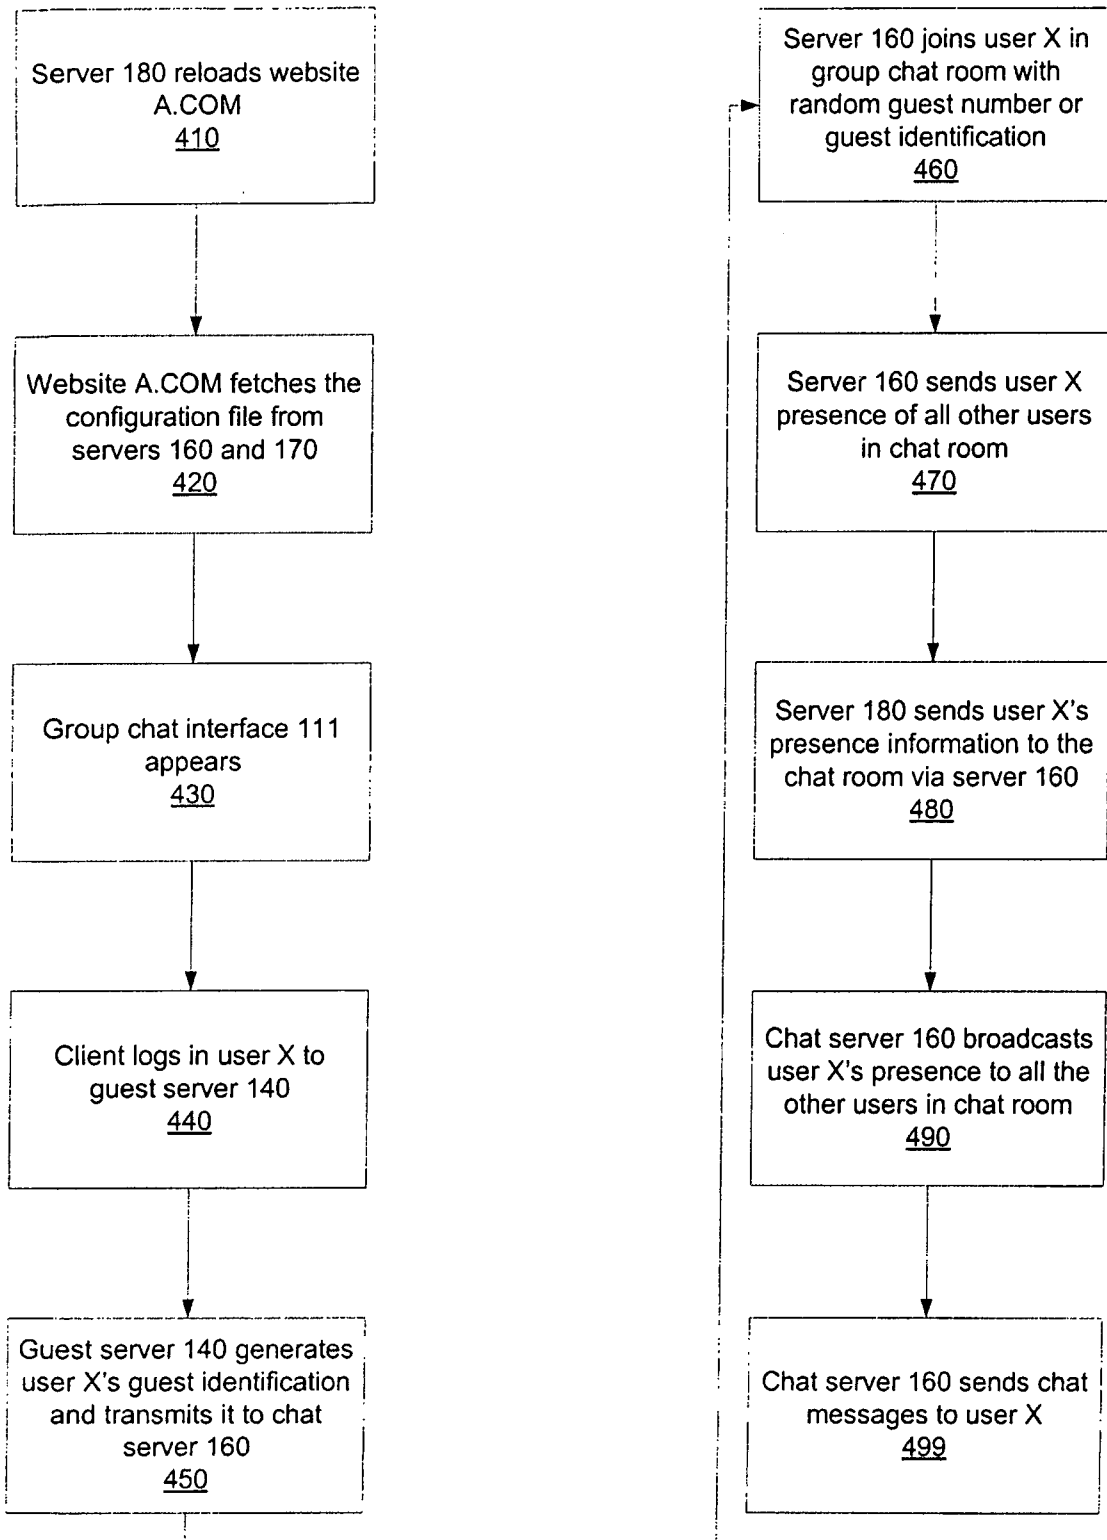 Server 180 reloads website
A.COM
410
Website A.COM fetches the
configuration file from
servers 160 and 170
420
Group chat interface 111
appears
430
Client logs in user X to
guest server 140
440
Guest server 140 generates
user X's guest identification
and transmits it to chat
server 160
450
Server 160 joins user X in
group chat room with
random guest number or
guest identification
460
Server 160 sends user X
presence of all other users
in chat room
470
Server 180 sends user X's
presence information to the
chat room via server 160
480
Chat server 160 broadcasts
user X's presence to all the
other users in chat room
490
Chat server 160 sends chat
messages to user X
499